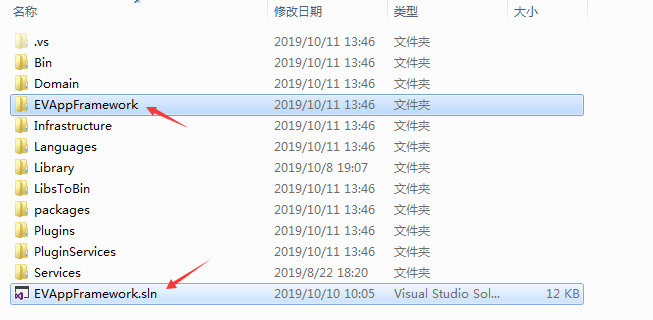 名称 修改日期 类型 大小
.vs 2019/10/11 13:46 文件夹
Bin 2019/10/11 13:46 文件夹
Domain 2019/10/11 13:46 文件夹
EVAppFramework 2019/10/11 13:46 文件夹
Infrastructure 2019/10/11 13:46 文件夹
Languages 2019/10/11 13:46 文件夹
Library 2019/10/8 19:07 文件夹
LibsToBin 2019/10/11 13:46 文件夹
packages 2019/10/11 13:46 文件夹
Plugins 2019/10/11 13:46 文件夹
PluginServices 2019/10/11 13:46 文件夹
Services 2019/8/22 18:20 文件夹
EVAppFramework.sln 2019/10/10 10:05 Visual Studio Sol... 12 KB